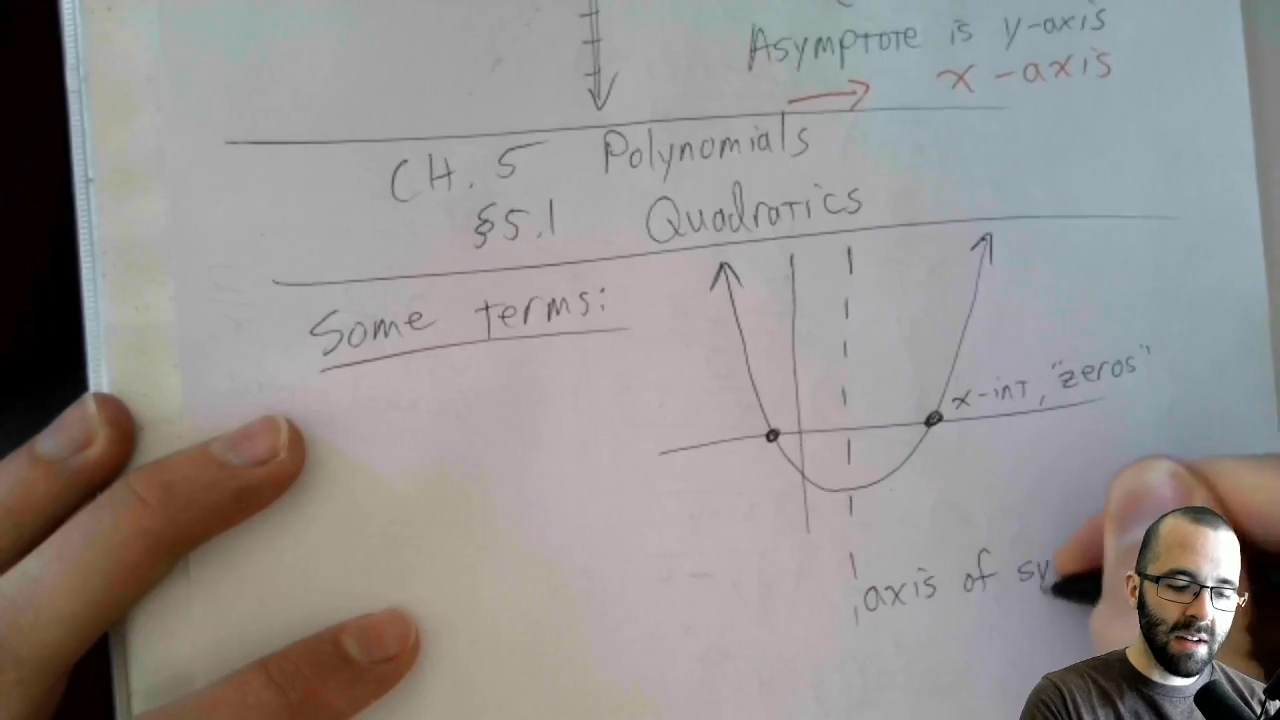 Asymptote is y-axis
x-axis
CH. 5 Polynomials
§5.1 Quadratics
Some terms:
x-int, "zeros"
axis of sy